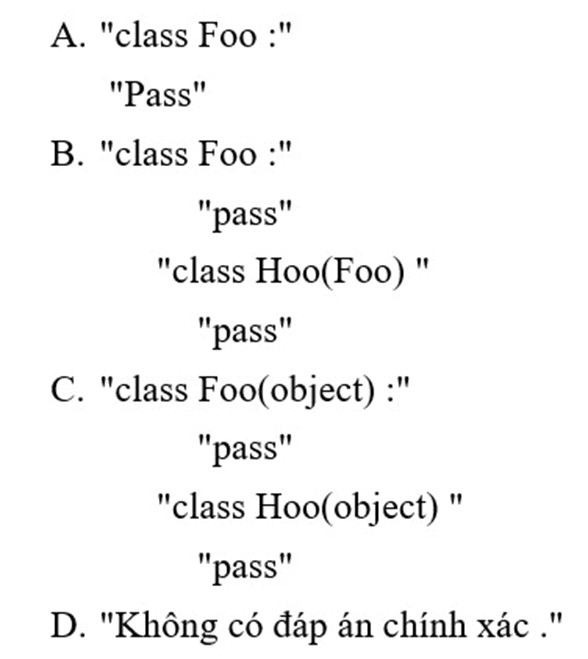 A. "class Foo :"
"Pass"
B. "class Foo :"
"pass"
"class Hoo(Foo) "
"pass"
C. "class Foo(object) :"
"pass"
"class Hoo(object) "
"pass"
D. "Không có đáp án chính xác ."